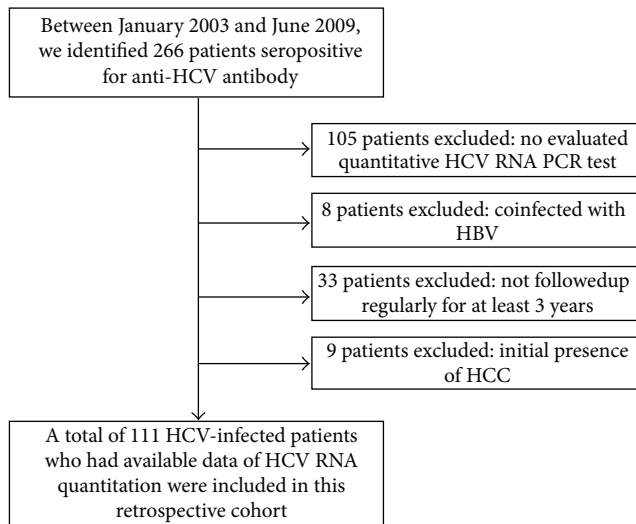 Between January 2003 and June 2009,
we identified 266 patients seropositive
for anti-HCV antibody
105 patients excluded: no evaluated
quantitative HCV RNA PCR test
8 patients excluded: coinfected with
HBV
33 patients excluded: not followedup
regularly for at least 3 years
9 patients excluded: initial presence
of HCC
A total of 111 HCV-infected patients
who had available data of HCV RNA
quantitation were included in this
retrospective cohort